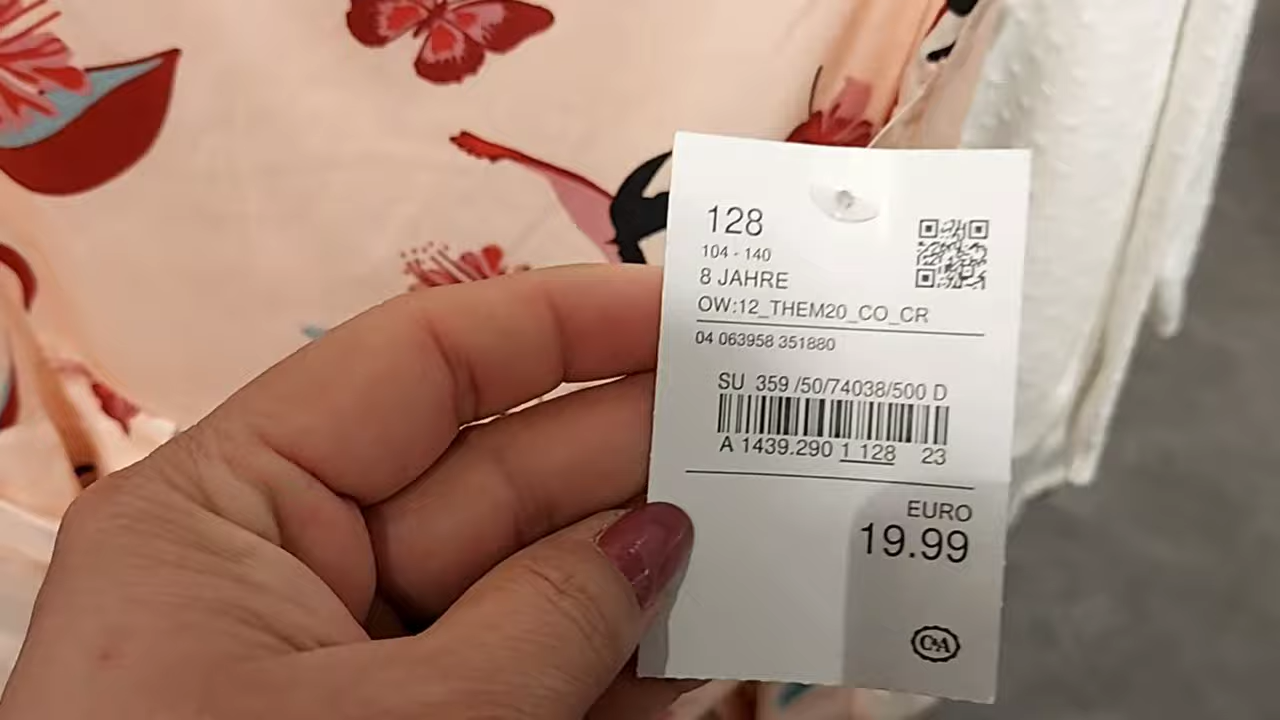 128
104 - 140
8 JAHRE
OW:12_THEM20_CO_CR
04 063958 351880
SU 359 /50/74038/500 D
A 1439.290 1 128 23
EURO
19.99
C&A